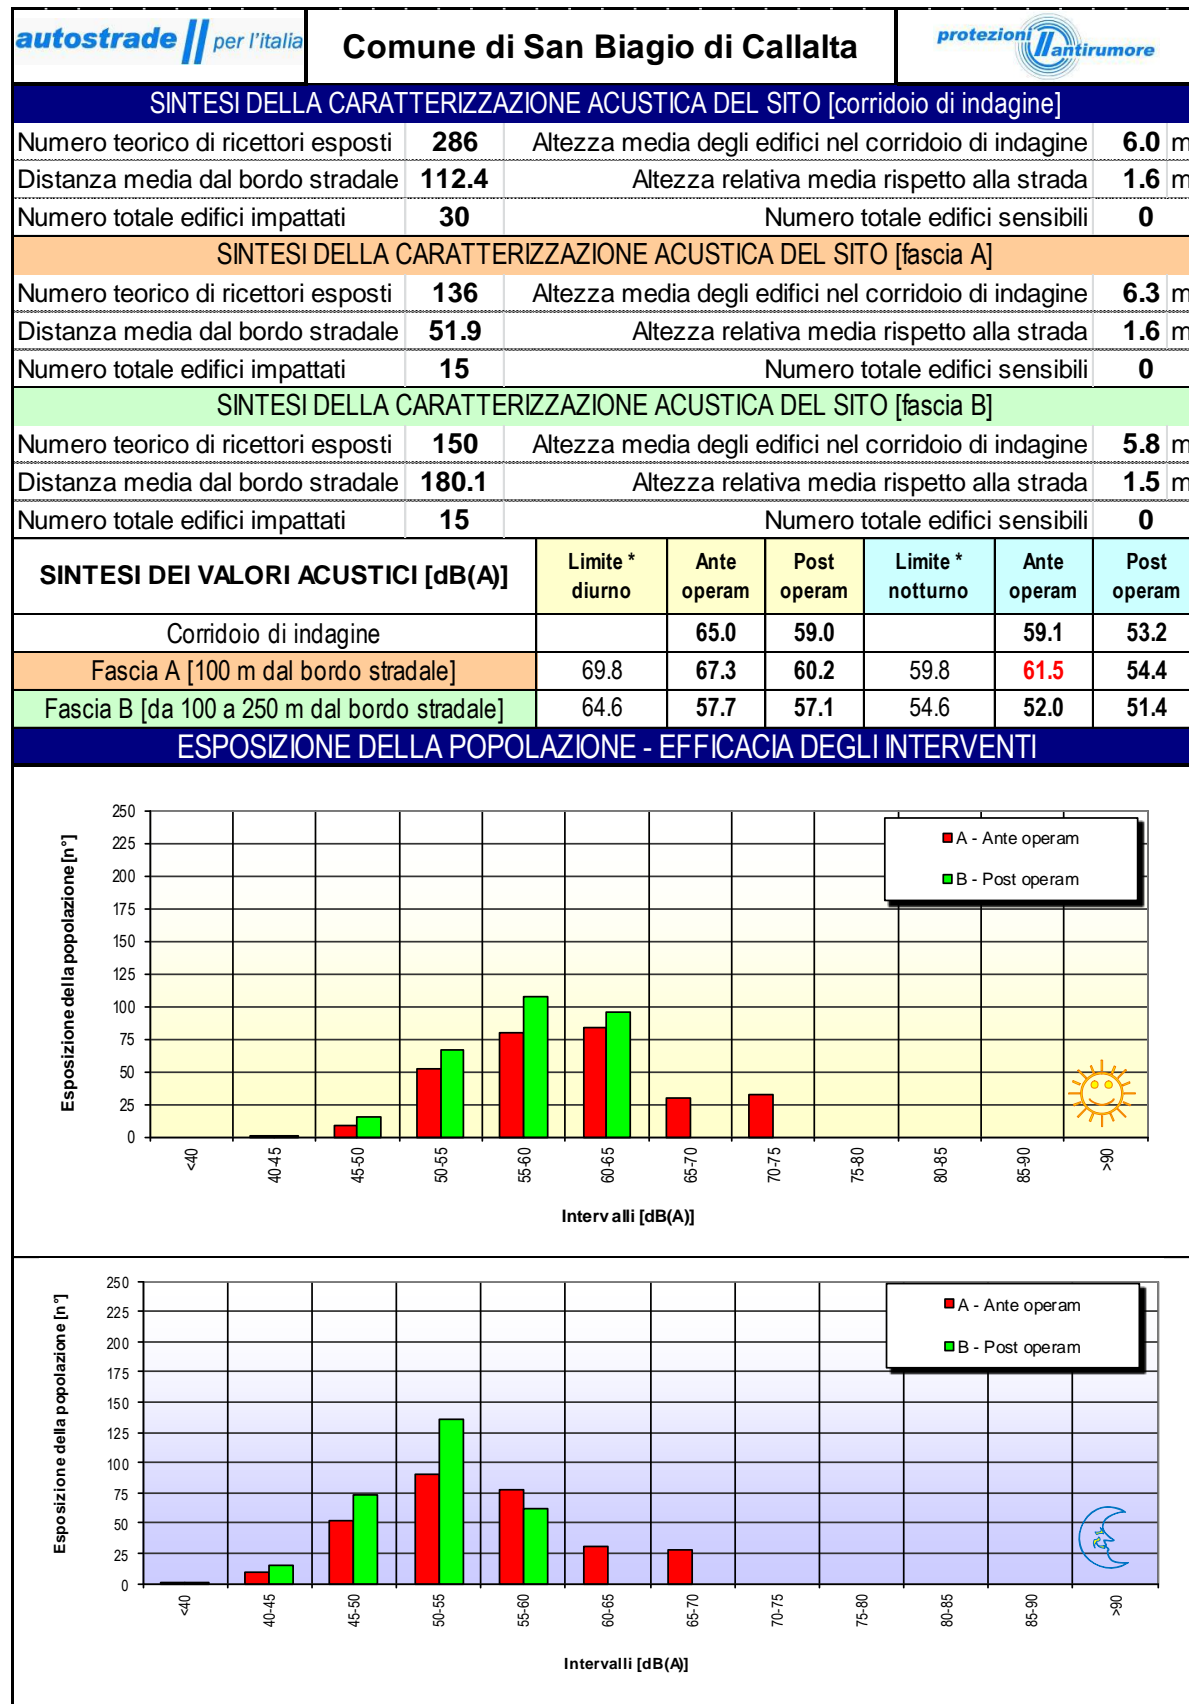 autostrade // per l'italia
Comune di San Biagio di Callalta
protezioni antirumore
SINTESI DELLA CARATTERIZZAZIONE ACUSTICA DEL SITO [corridoio di indagine]
Numero teorico di ricettori esposti 286 Altezza media degli edifici nel corridoio di indagine 6.0 m
Distanza media dal bordo stradale 112.4 Altezza relativa media rispetto alla strada 1.6 m
Numero totale edifici impattati 30 Numero totale edifici sensibili 0
SINTESI DELLA CARATTERIZZAZIONE ACUSTICA DEL SITO [fascia A]
Numero teorico di ricettori esposti 136 Altezza media degli edifici nel corridoio di indagine 6.3 m
Distanza media dal bordo stradale 51.9 Altezza relativa media rispetto alla strada 1.6 m
Numero totale edifici impattati 15 Numero totale edifici sensibili 0
SINTESI DELLA CARATTERIZZAZIONE ACUSTICA DEL SITO [fascia B]
Numero teorico di ricettori esposti 150 Altezza media degli edifici nel corridoio di indagine 5.8 m
Distanza media dal bordo stradale 180.1 Altezza relativa media rispetto alla strada 1.5 m
Numero totale edifici impattati 15 Numero totale edifici sensibili 0
SINTESI DEI VALORI ACUSTICI [dB(A)] Limite * diurno Ante operam Post operam Limite * notturno Ante operam Post operam
Corridoio di indagine 65.0 59.0 59.1 53.2
Fascia A [100 m dal bordo stradale] 69.8 67.3 60.2 59.8 61.5 54.4
Fascia B [da 100 a 250 m dal bordo stradale] 64.6 57.7 57.1 54.6 52.0 51.4
ESPOSIZIONE DELLA POPOLAZIONE - EFFICACIA DEGLI INTERVENTI
Esposizione della popolazione [n°]
250
225
200
175
150
125
100
75
50
25
0
A - Ante operam
B - Post operam
<40 40-45 45-50 50-55 55-60 60-65 65-70 70-75 75-80 80-85 85-90 >90
Intervalli [dB(A)]
Esposizione della popolazione [n°]
250
225
200
175
150
125
100
75
50
25
0
A - Ante operam
B - Post operam
<40 40-45 45-50 50-55 55-60 60-65 65-70 70-75 75-80 80-85 85-90 >90
Intervalli [dB(A)]